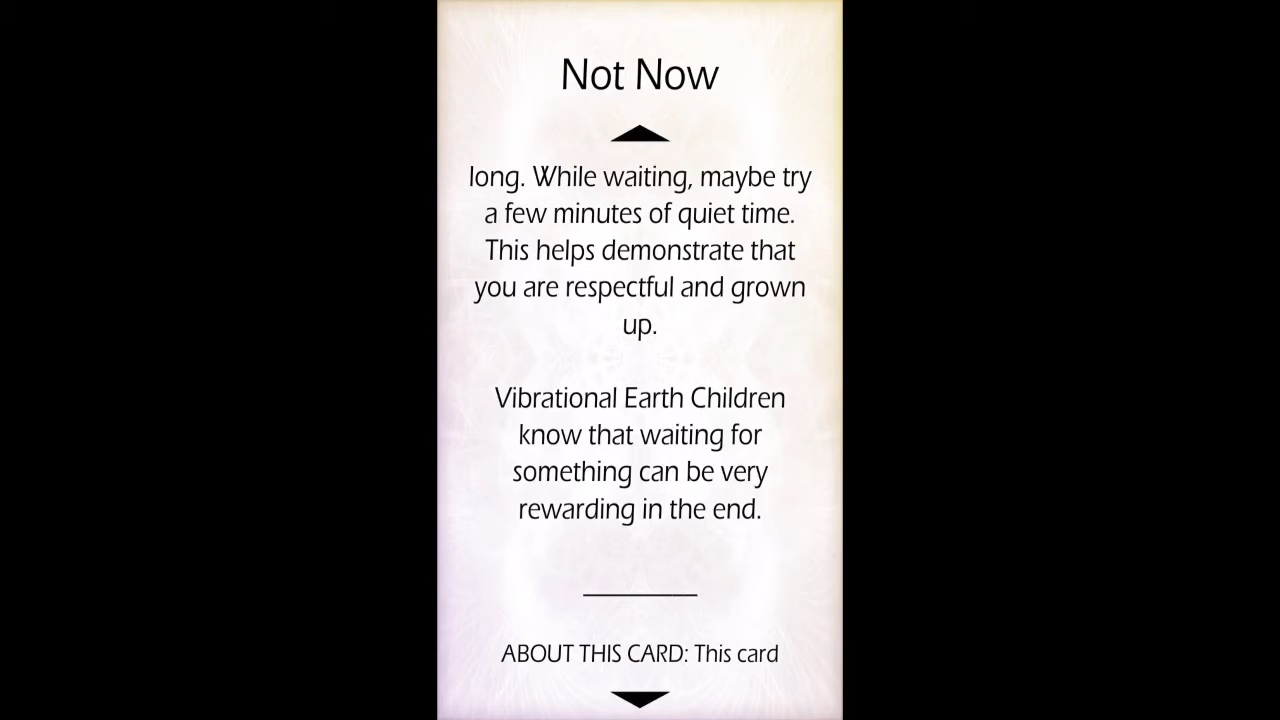 Not Now
long. While waiting, maybe try
a few minutes of quiet time.
This helps demonstrate that
you are respectful and grown
up.
Vibrational Earth Children
know that waiting for
something can be very
rewarding in the end.
ABOUT THIS CARD: This card